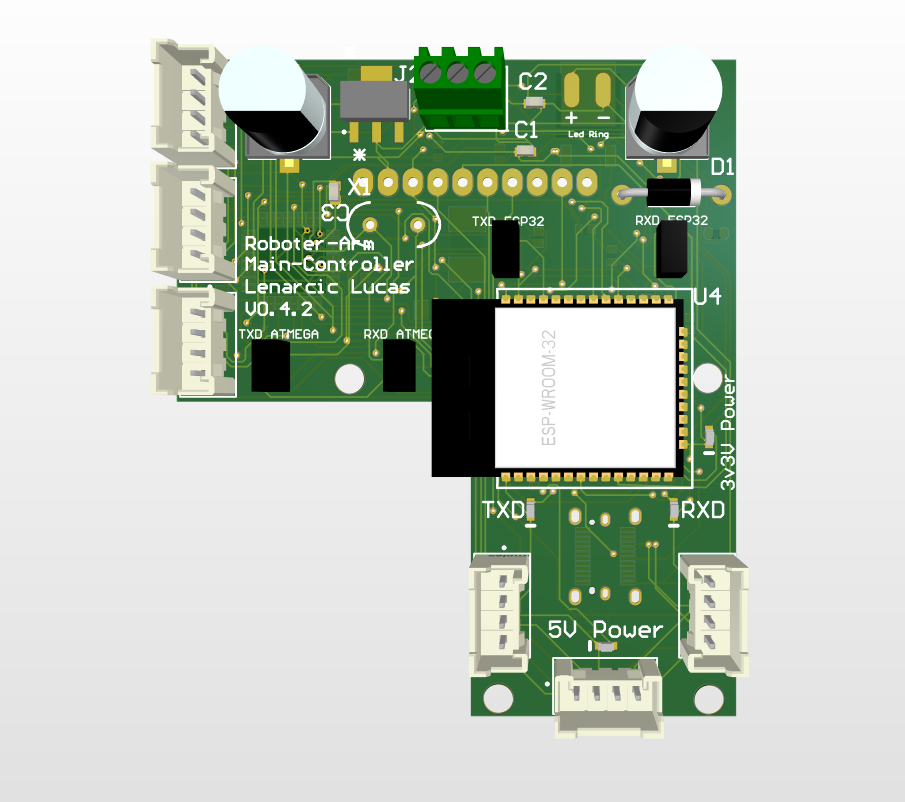 J2
C2
+ -
Led Ring
C1
*
D1
X1
C3
TXD ESP32
RXD ESP32
Roboter-Arm
Main-Controller
Lenarcic Lucas
V0.4.2
U4
TXD ATMEGA
RXD ATMEG
ESP-WROOM-32
3v3V Power
TXD
RXD
5V Power